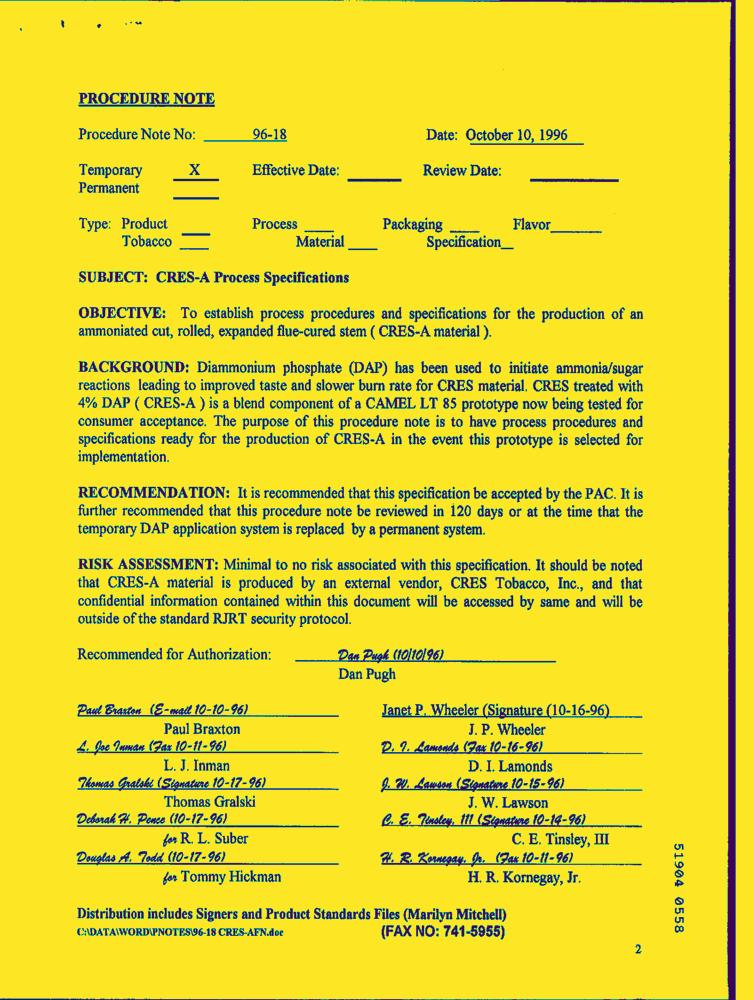 PROCEDURE NOTE
Procedure Note No: 96-18 Date: October 10, 1996
Temporary X Effective Date: Review Date:
Permanent
Type: Product Process Packaging Flavor
Tobacco Material Specification
SUBJECT: CRES-A Process Specifications
OBJECTIVE: To establish process procedures and specifications for the production of an
ammoniated cut, rolled, expanded flue-cured stem ( CRES-A material ).
BACKGROUND: Diammonium phosphate (DAP) has been used to initiate ammonia/sugar
reactions leading to improved taste and slower burn rate for CRES material. CRES treated with
4% DAP ( CRES-A ) is a blend component of a CAMEL LT 85 prototype now being tested for
consumer acceptance. The purpose of this procedure note is to have process procedures and
specifications ready for the production of CRES-A in the event this prototype is selected for
implementation.
RECOMMENDATION: It is recommended that this specification be accepted by the PAC. It is
further recommended that this procedure note be reviewed in 120 days or at the time that the
temporary DAP application system is replaced by a permanent system.
RISK ASSESSMENT: Minimal to no risk associated with this specification. It should be noted
that CRES-A material is produced by an external vendor, CRES Tobacco, Inc., and that
confidential information contained within this document will be accessed by same and will be
outside of the standard RJRT security protocol.
Recommended for Authorization: Dan Pugh (10/10/96)
Dan Pugh
Paul Braxton (E-mail 10-10-96) Janet P. Wheeler (Signature (10-16-96)
Paul Braxton J. P. Wheeler
L. Joe Inman (Fax 10-11-96) D. I. Lamonds (Fax 10-16-96)
L. J. Inman D. I. Lamonds
Thomas Gralski (Signature 10-17-96) J. W. Lawson (Signature 10-15-96)
Thomas Gralski J. W. Lawson
Deborah H. Pence (10-17-96) C. E. Tinsley, 111 (Signature 10-14-96)
for R. L. Suber C. E. Tinsley, III
Douglas A. Todd (10-17-96) H. R. Kornegay, Jr. (Fax 10-11-96)
for Tommy Hickman H. R. Kornegay, Jr.
Distribution includes Signers and Product Standards Files (Marilyn Mitchell)
C:\DATA\WORD\PNOTES\96-18 CRES-AFN.doc (FAX NO: 741-5955)
2
51904 0558